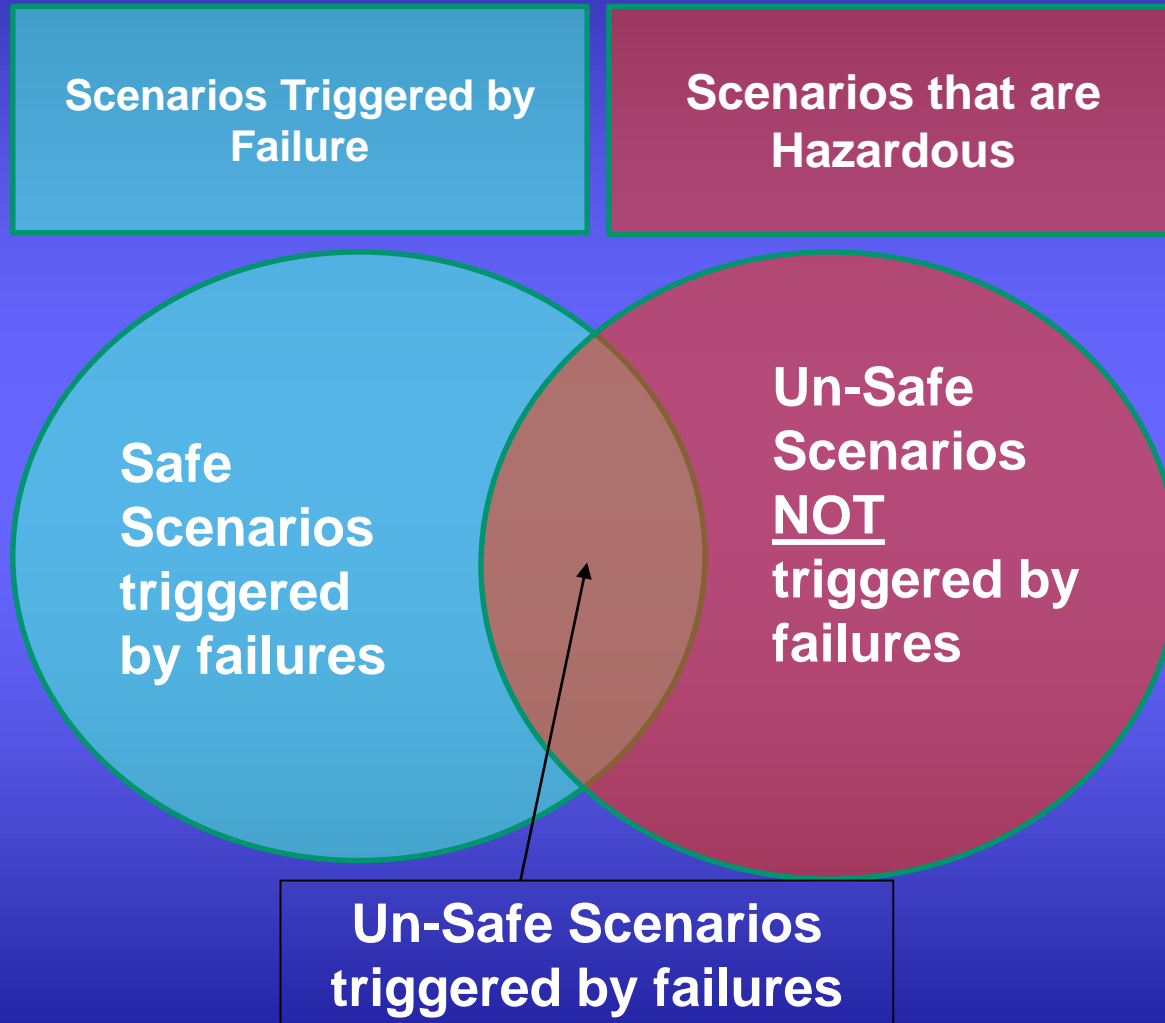 Scenarios Triggered by
Failure
Scenarios that are
Hazardous
Safe
Scenarios
triggered
by failures
Un-Safe
Scenarios
NOT
triggered by
failures
Un-Safe Scenarios
triggered by failures